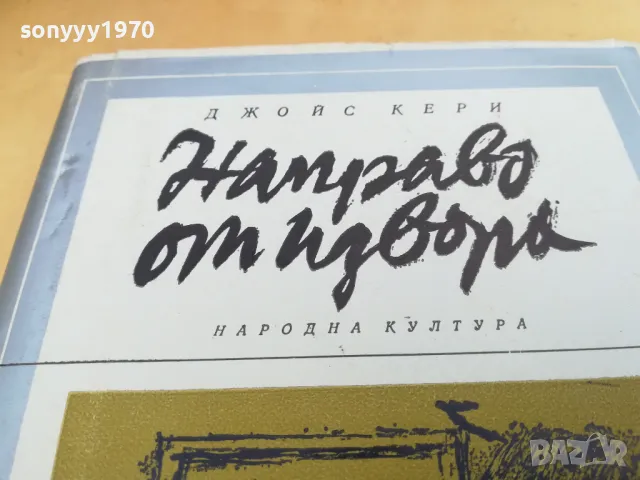 sonyyy1970
ДЖОЙС КЕРИ
Направо
от извора
НАРОДНА КУЛТУРА
BAZAR